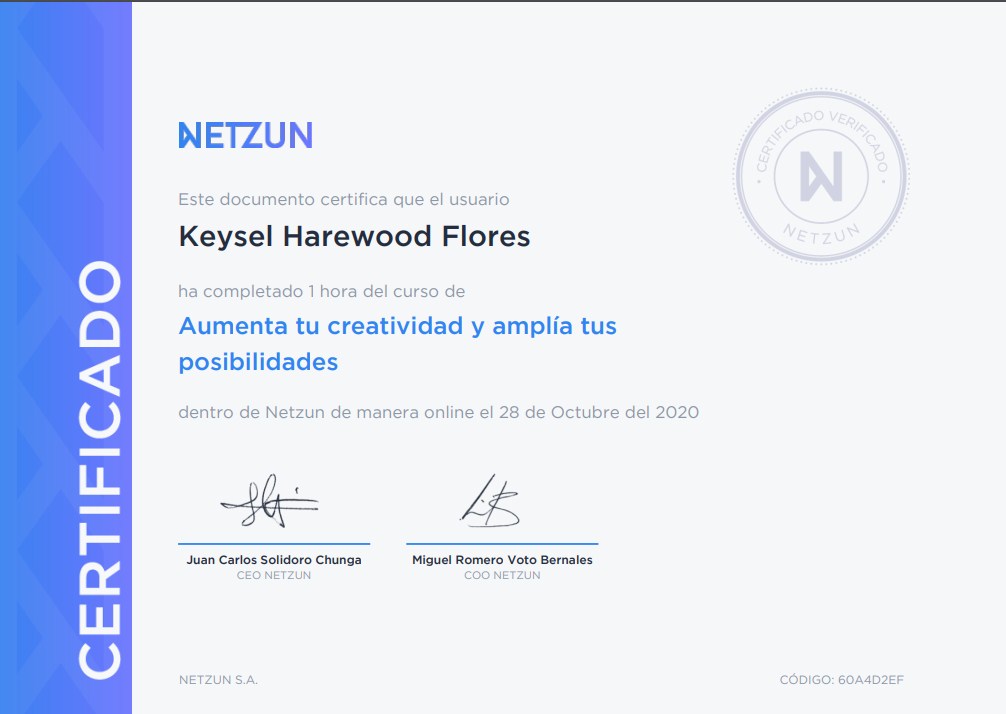 CERTIFICADO
NETZUN
CERTIFICADO VERIFICADO
N
NETZUN
Este documento certifica que el usuario
Keysel Harewood Flores
ha completado 1 hora del curso de
Aumenta tu creatividad y amplía tus
posibilidades
dentro de Netzun de manera online el 28 de Octubre del 2020
Juan Carlos Solidoro Chunga
CEO NETZUN
Miguel Romero Voto Bernales
COO NETZUN
NETZUN S.A.
CÓDIGO: 60A4D2EF